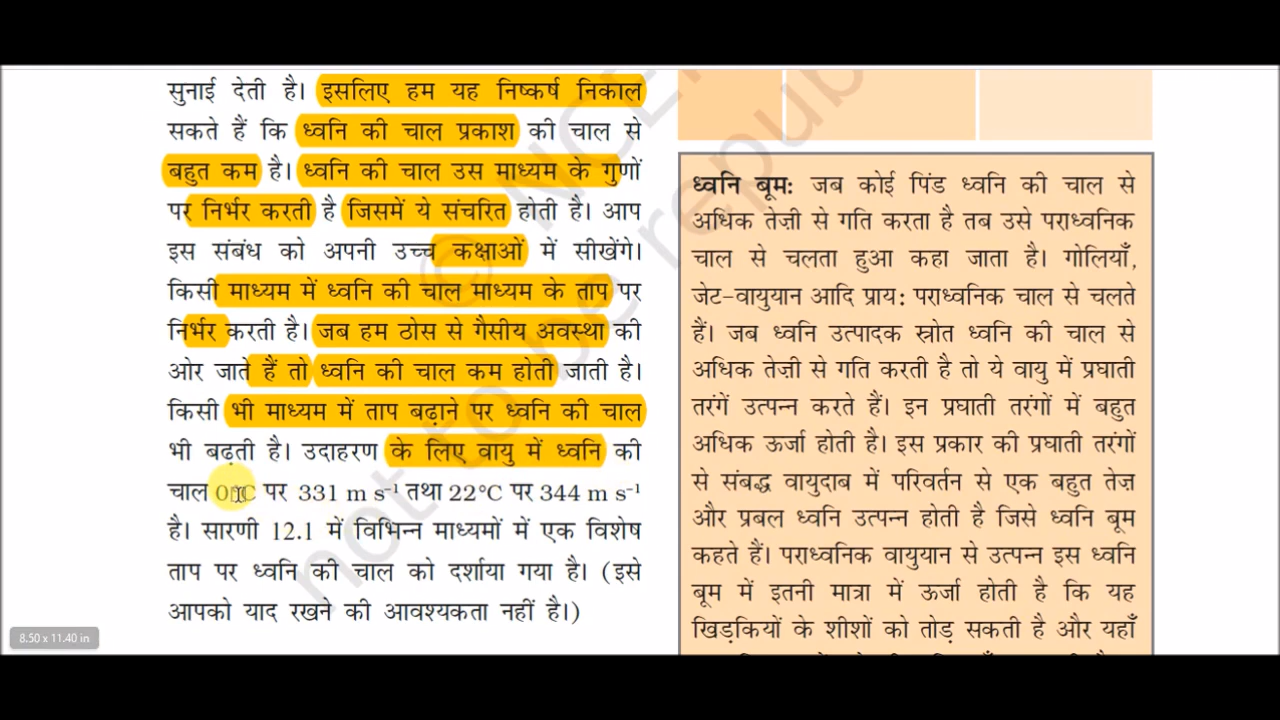 सुनाई देती है। इसलिए हम यह निष्कर्ष निकाल
सकते हैं कि ध्वनि की चाल प्रकाश की चाल से
बहुत कम है। ध्वनि की चाल उस माध्यम के गुणों
पर निर्भर करती है जिसमें ये संचरित होती है। आप
इस संबंध को अपनी उच्च कक्षाओं में सीखेंगे।
किसी माध्यम में ध्वनि की चाल माध्यम के ताप पर
निर्भर करती है। जब हम ठोस से गैसीय अवस्था की
ओर जाते हैं तो ध्वनि की चाल कम होती जाती है।
किसी भी माध्यम में ताप बढ़ाने पर ध्वनि की चाल
भी बढ़ती है। उदाहरण के लिए वायु में ध्वनि की
चाल 0°C पर 331 m s⁻¹ तथा 22°C पर 344 m s⁻¹
है। सारणी 12.1 में विभिन्न माध्यमों में एक विशेष
ताप पर ध्वनि की चाल को दर्शाया गया है। (इसे
आपको याद रखने की आवश्यकता नहीं है।)
ध्वनि बूम: जब कोई पिंड ध्वनि की चाल से
अधिक तेज़ी से गति करता है तब उसे पराध्वनिक
चाल से चलता हुआ कहा जाता है। गोलियाँ,
जेट-वायुयान आदि प्राय: पराध्वनिक चाल से चलते
हैं। जब ध्वनि उत्पादक स्रोत ध्वनि की चाल से
अधिक तेज़ी से गति करती है तो ये वायु में प्रघाती
तरंगें उत्पन्न करते हैं। इन प्रघाती तरंगों में बहुत
अधिक ऊर्जा होती है। इस प्रकार की प्रघाती तरंगों
से संबद्ध वायुदाब में परिवर्तन से एक बहुत तेज़
और प्रबल ध्वनि उत्पन्न होती है जिसे ध्वनि बूम
कहते हैं। पराध्वनिक वायुयान से उत्पन्न इस ध्वनि
बूम में इतनी मात्रा में ऊर्जा होती है कि यह
खिड़कियों के शीशों को तोड़ सकती है और यहाँ
© NCE
not
republ
8.50 x 11.40 in